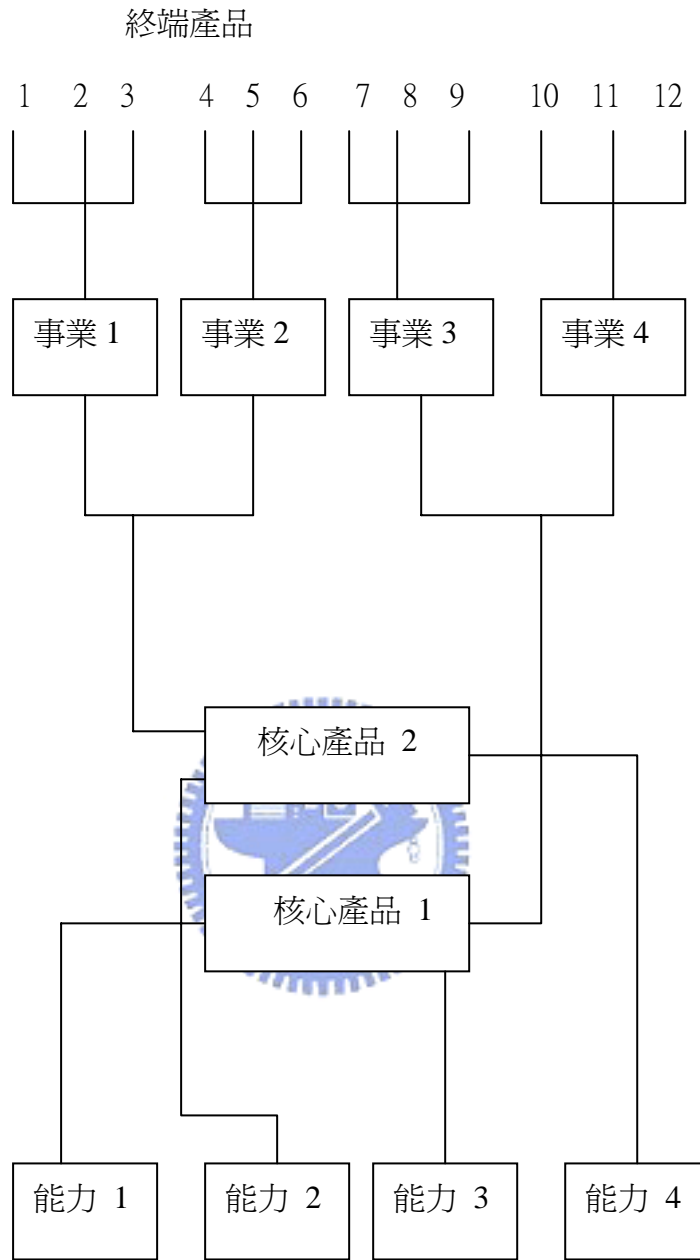 終端產品
1 2 3 4 5 6 7 8 9 10 11 12
事業 1 事業 2 事業 3 事業 4
核心產品 2
核心產品 1
能力 1 能力 2 能力 3 能力 4